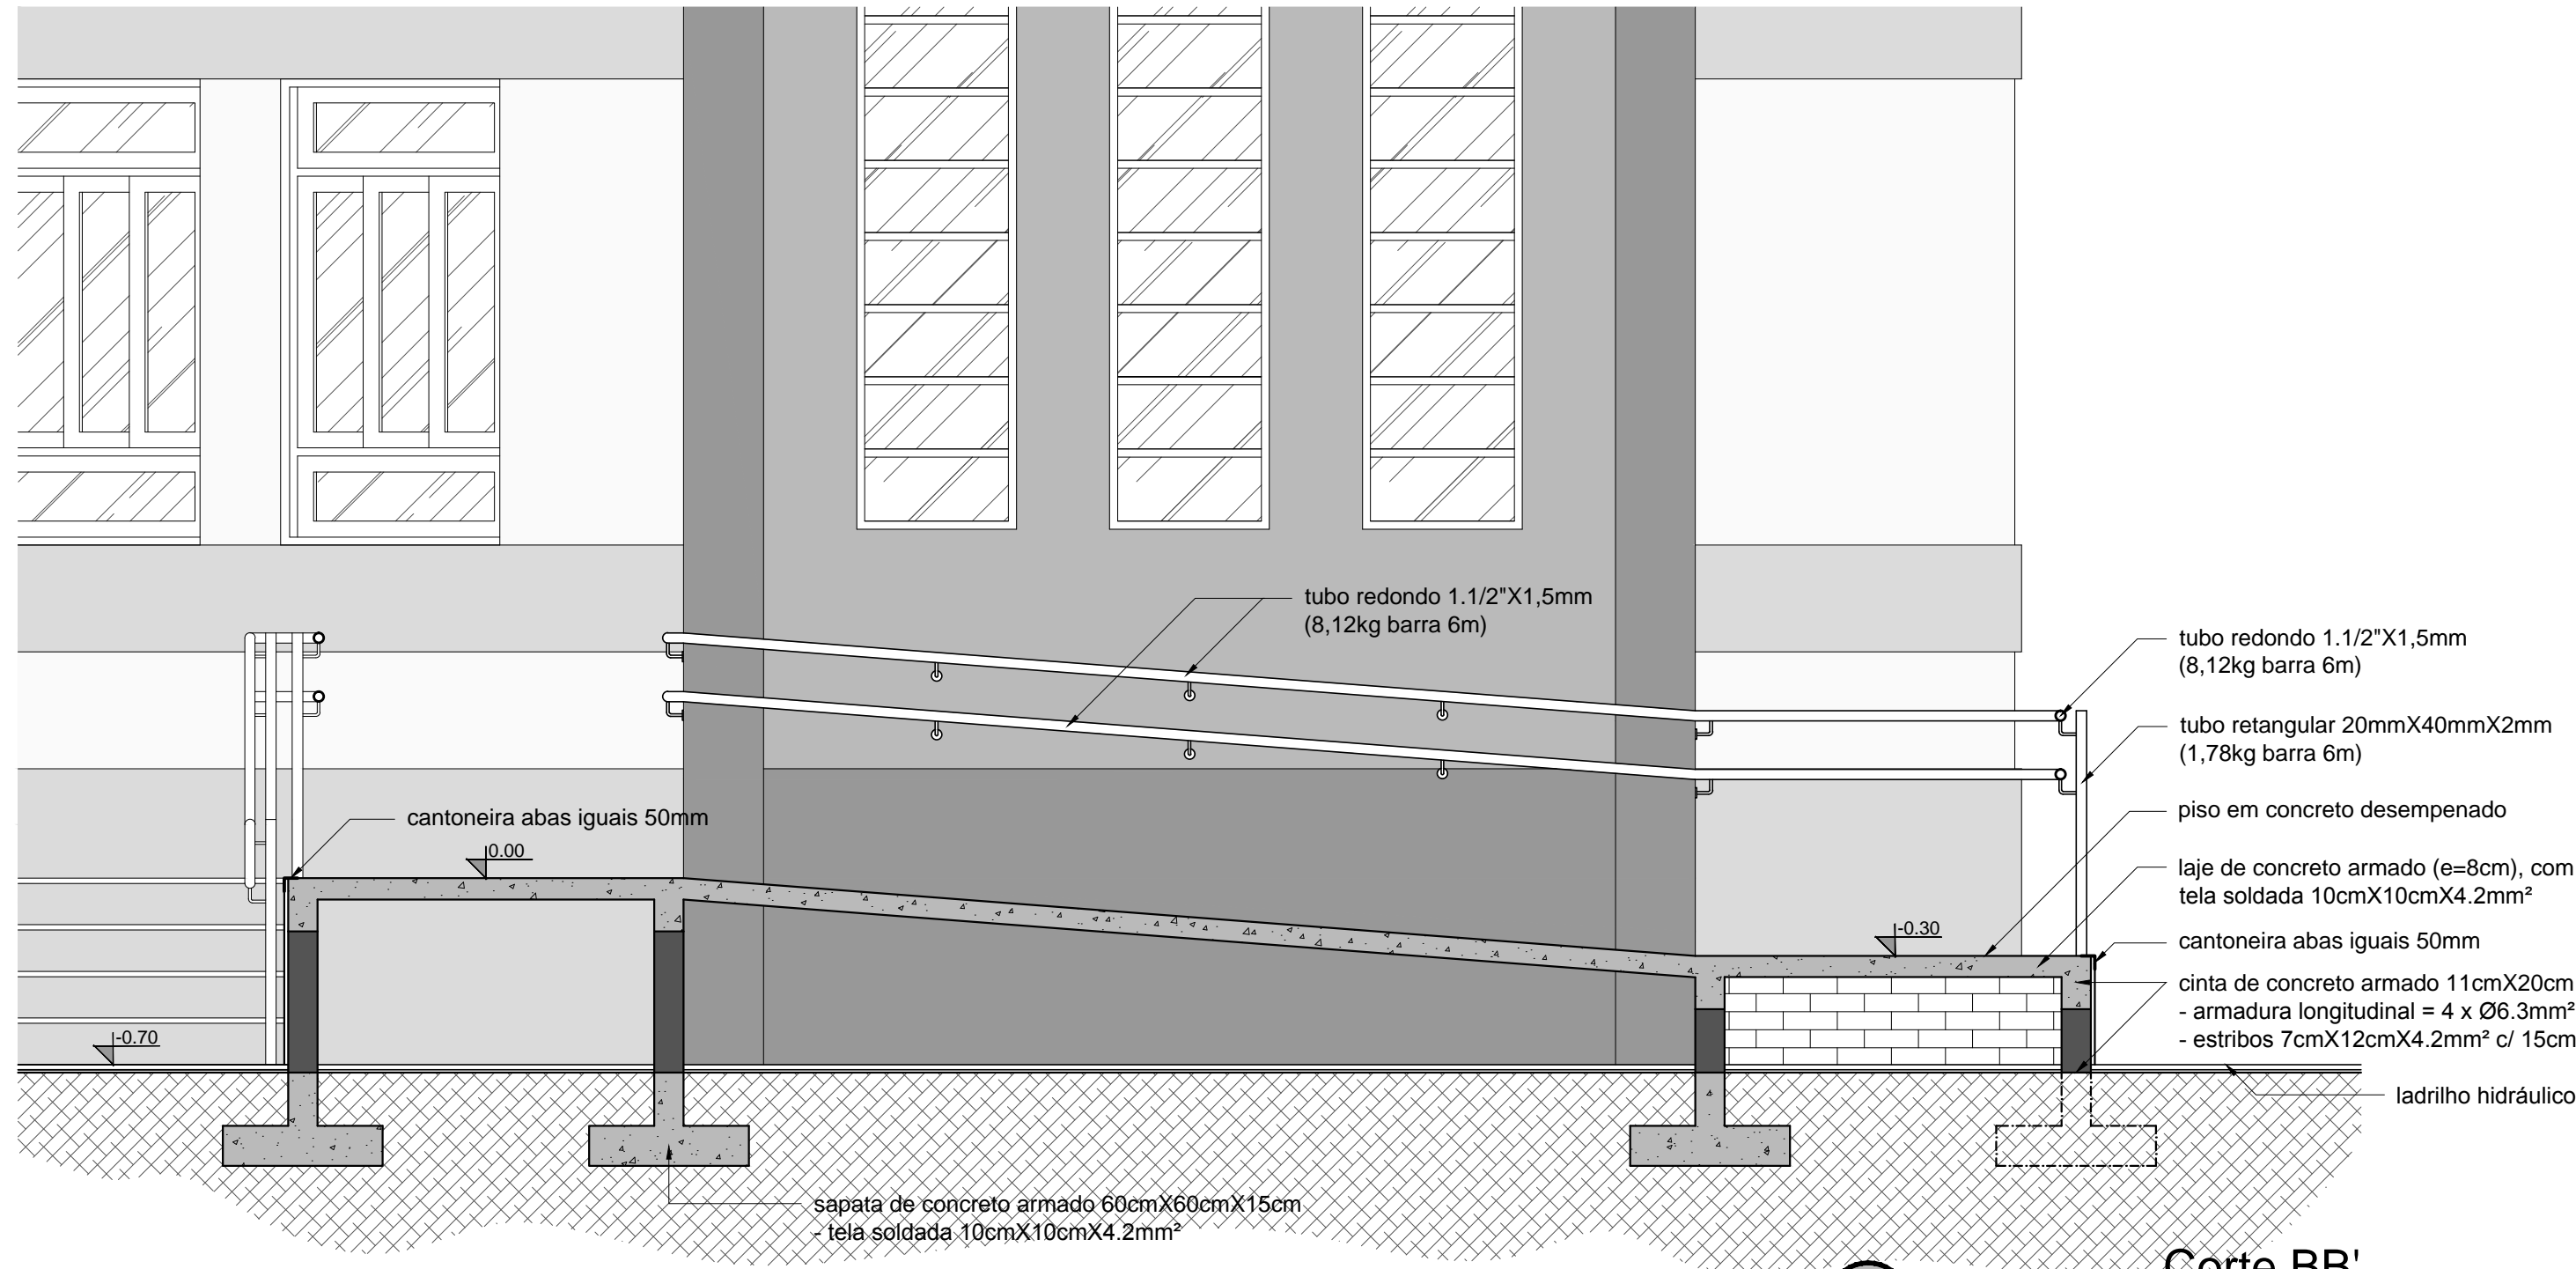 tubo redondo 1.1/2"X1,5mm
(8,12kg barra 6m)
tubo redondo 1.1/2"X1,5mm
(8,12kg barra 6m)
tubo retangular 20mmX40mmX2mm
(1,78kg barra 6m)
cantoneira abas iguais 50mm
piso em concreto desempenado
0.00
laje de concreto armado (e=8cm), com
tela soldada 10cmX10cmX4.2mm²
-0.30
cantoneira abas iguais 50mm
cinta de concreto armado 11cmX20cm
- armadura longitudinal = 4 x Ø6.3mm²
- estribos 7cmX12cmX4.2mm² c/ 15cm
-0.70
ladrilho hidráulico
sapata de concreto armado 60cmX60cmX15cm
- tela soldada 10cmX10cmX4.2mm²
Corte BB'